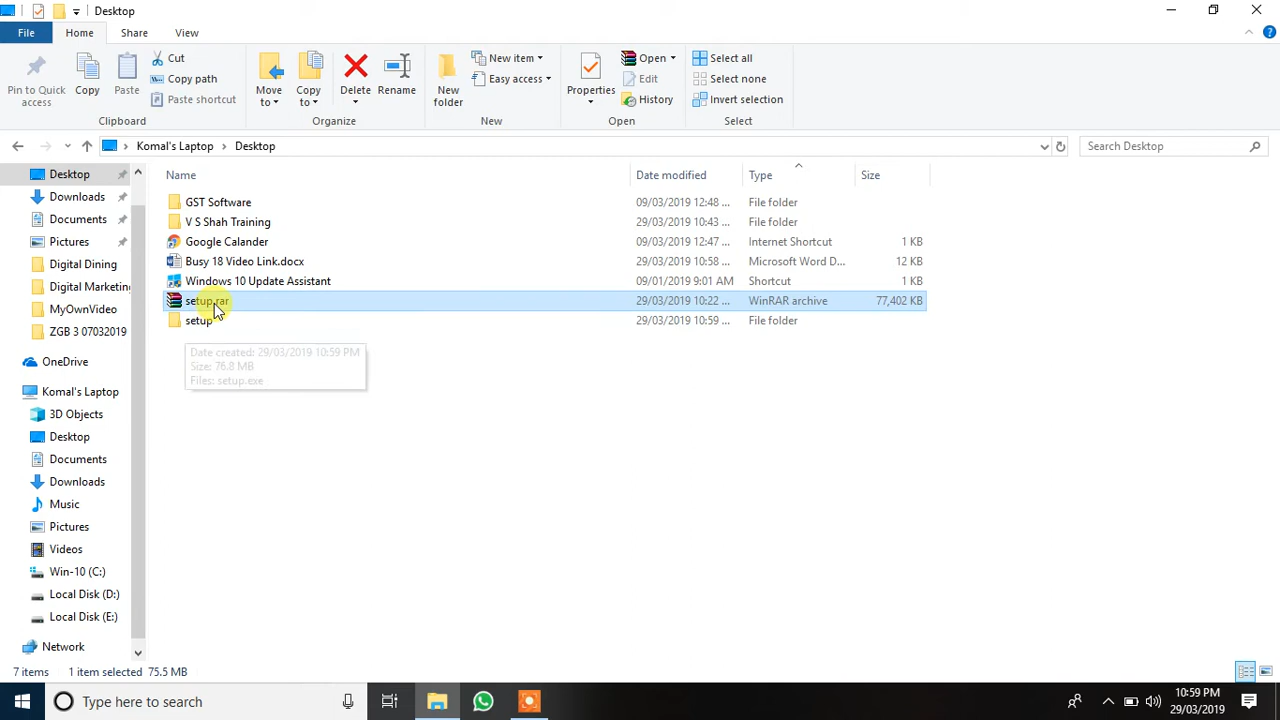 Desktop
File Home Share View
Pin to Quick access
Copy
Paste
Cut
Copy path
Paste shortcut
Clipboard
Move to
Copy to
Delete
Rename
Organize
New folder
New item
Easy access
New
Properties
Open
Edit
History
Open
Select all
Select none
Invert selection
Select
Komal's Laptop > Desktop
Search Desktop
Name Date modified Type Size
GST Software 09/03/2019 12:48 ... File folder
V S Shah Training 29/03/2019 10:43 ... File folder
Google Calander 09/03/2019 12:47 ... Internet Shortcut 1 KB
Busy 18 Video Link.docx 29/03/2019 10:58 ... Microsoft Word D... 12 KB
Windows 10 Update Assistant 09/01/2019 9:01 AM Shortcut 1 KB
setup.rar 29/03/2019 10:22 ... WinRAR archive 77,402 KB
setup 29/03/2019 10:59 ... File folder
Date created: 29/03/2019 10:59 PM
Size: 76.8 MB
Files: setup.exe
Desktop
Downloads
Documents
Pictures
Digital Dining
Digital Marketing
MyOwnVideo
ZGB 3 07032019
OneDrive
Komal's Laptop
3D Objects
Desktop
Documents
Downloads
Music
Pictures
Videos
Win-10 (C:)
Local Disk (D:)
Local Disk (E:)
Network
7 items 1 item selected 75.5 MB
Type here to search
10:59 PM
29/03/2019